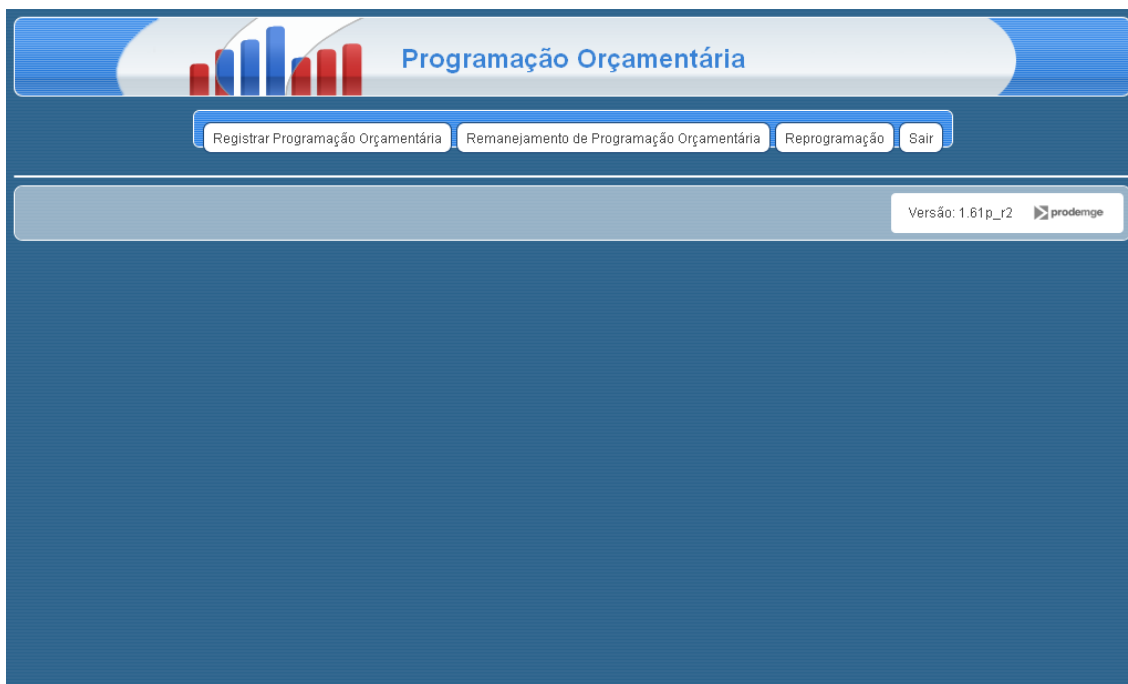 Programação Orçamentária
Registrar Programação Orçamentária Remanejamento de Programação Orçamentária Reprogramação Sair
Versão: 1.61p_r2 prodemge